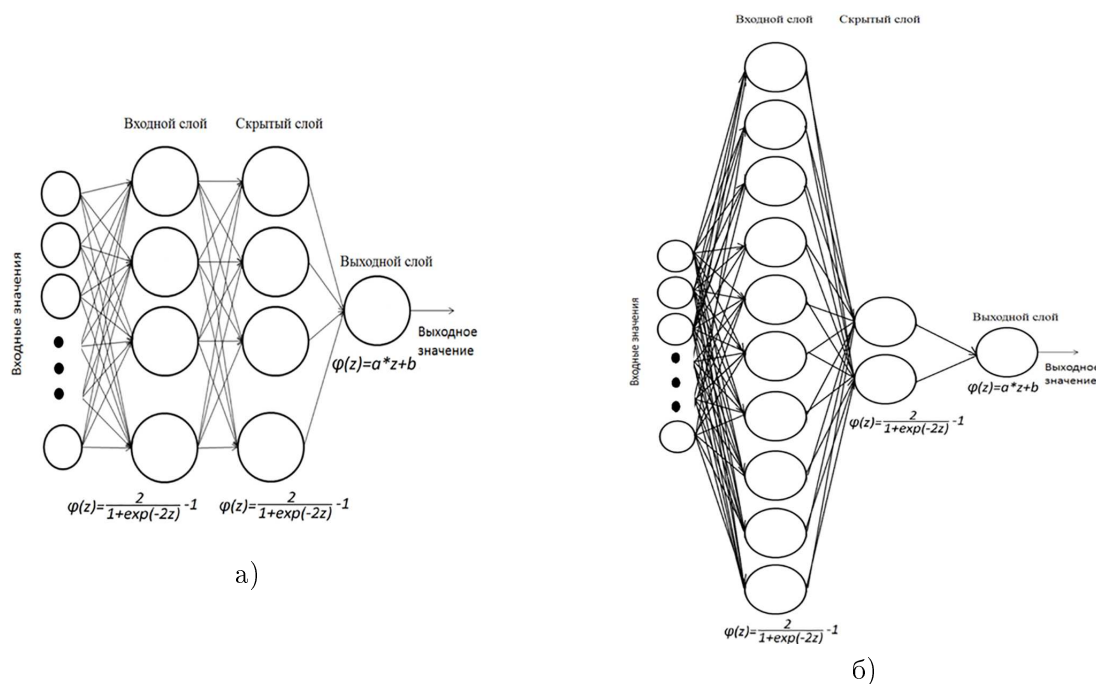 Входной слой
Скрытый слой
Входные значения
Выходной слой
Выходное
значение
φ(z)=a*z+b
φ(z)=2/1+exp(-2z)-1
φ(z)=2/1+exp(-2z)-1
а)
Входной слой
Скрытый слой
Входные значения
Выходной слой
Выходное
значение
φ(z)=a*z+b
φ(z)=2/1+exp(-2z)-1
φ(z)=2/1+exp(-2z)-1
б)